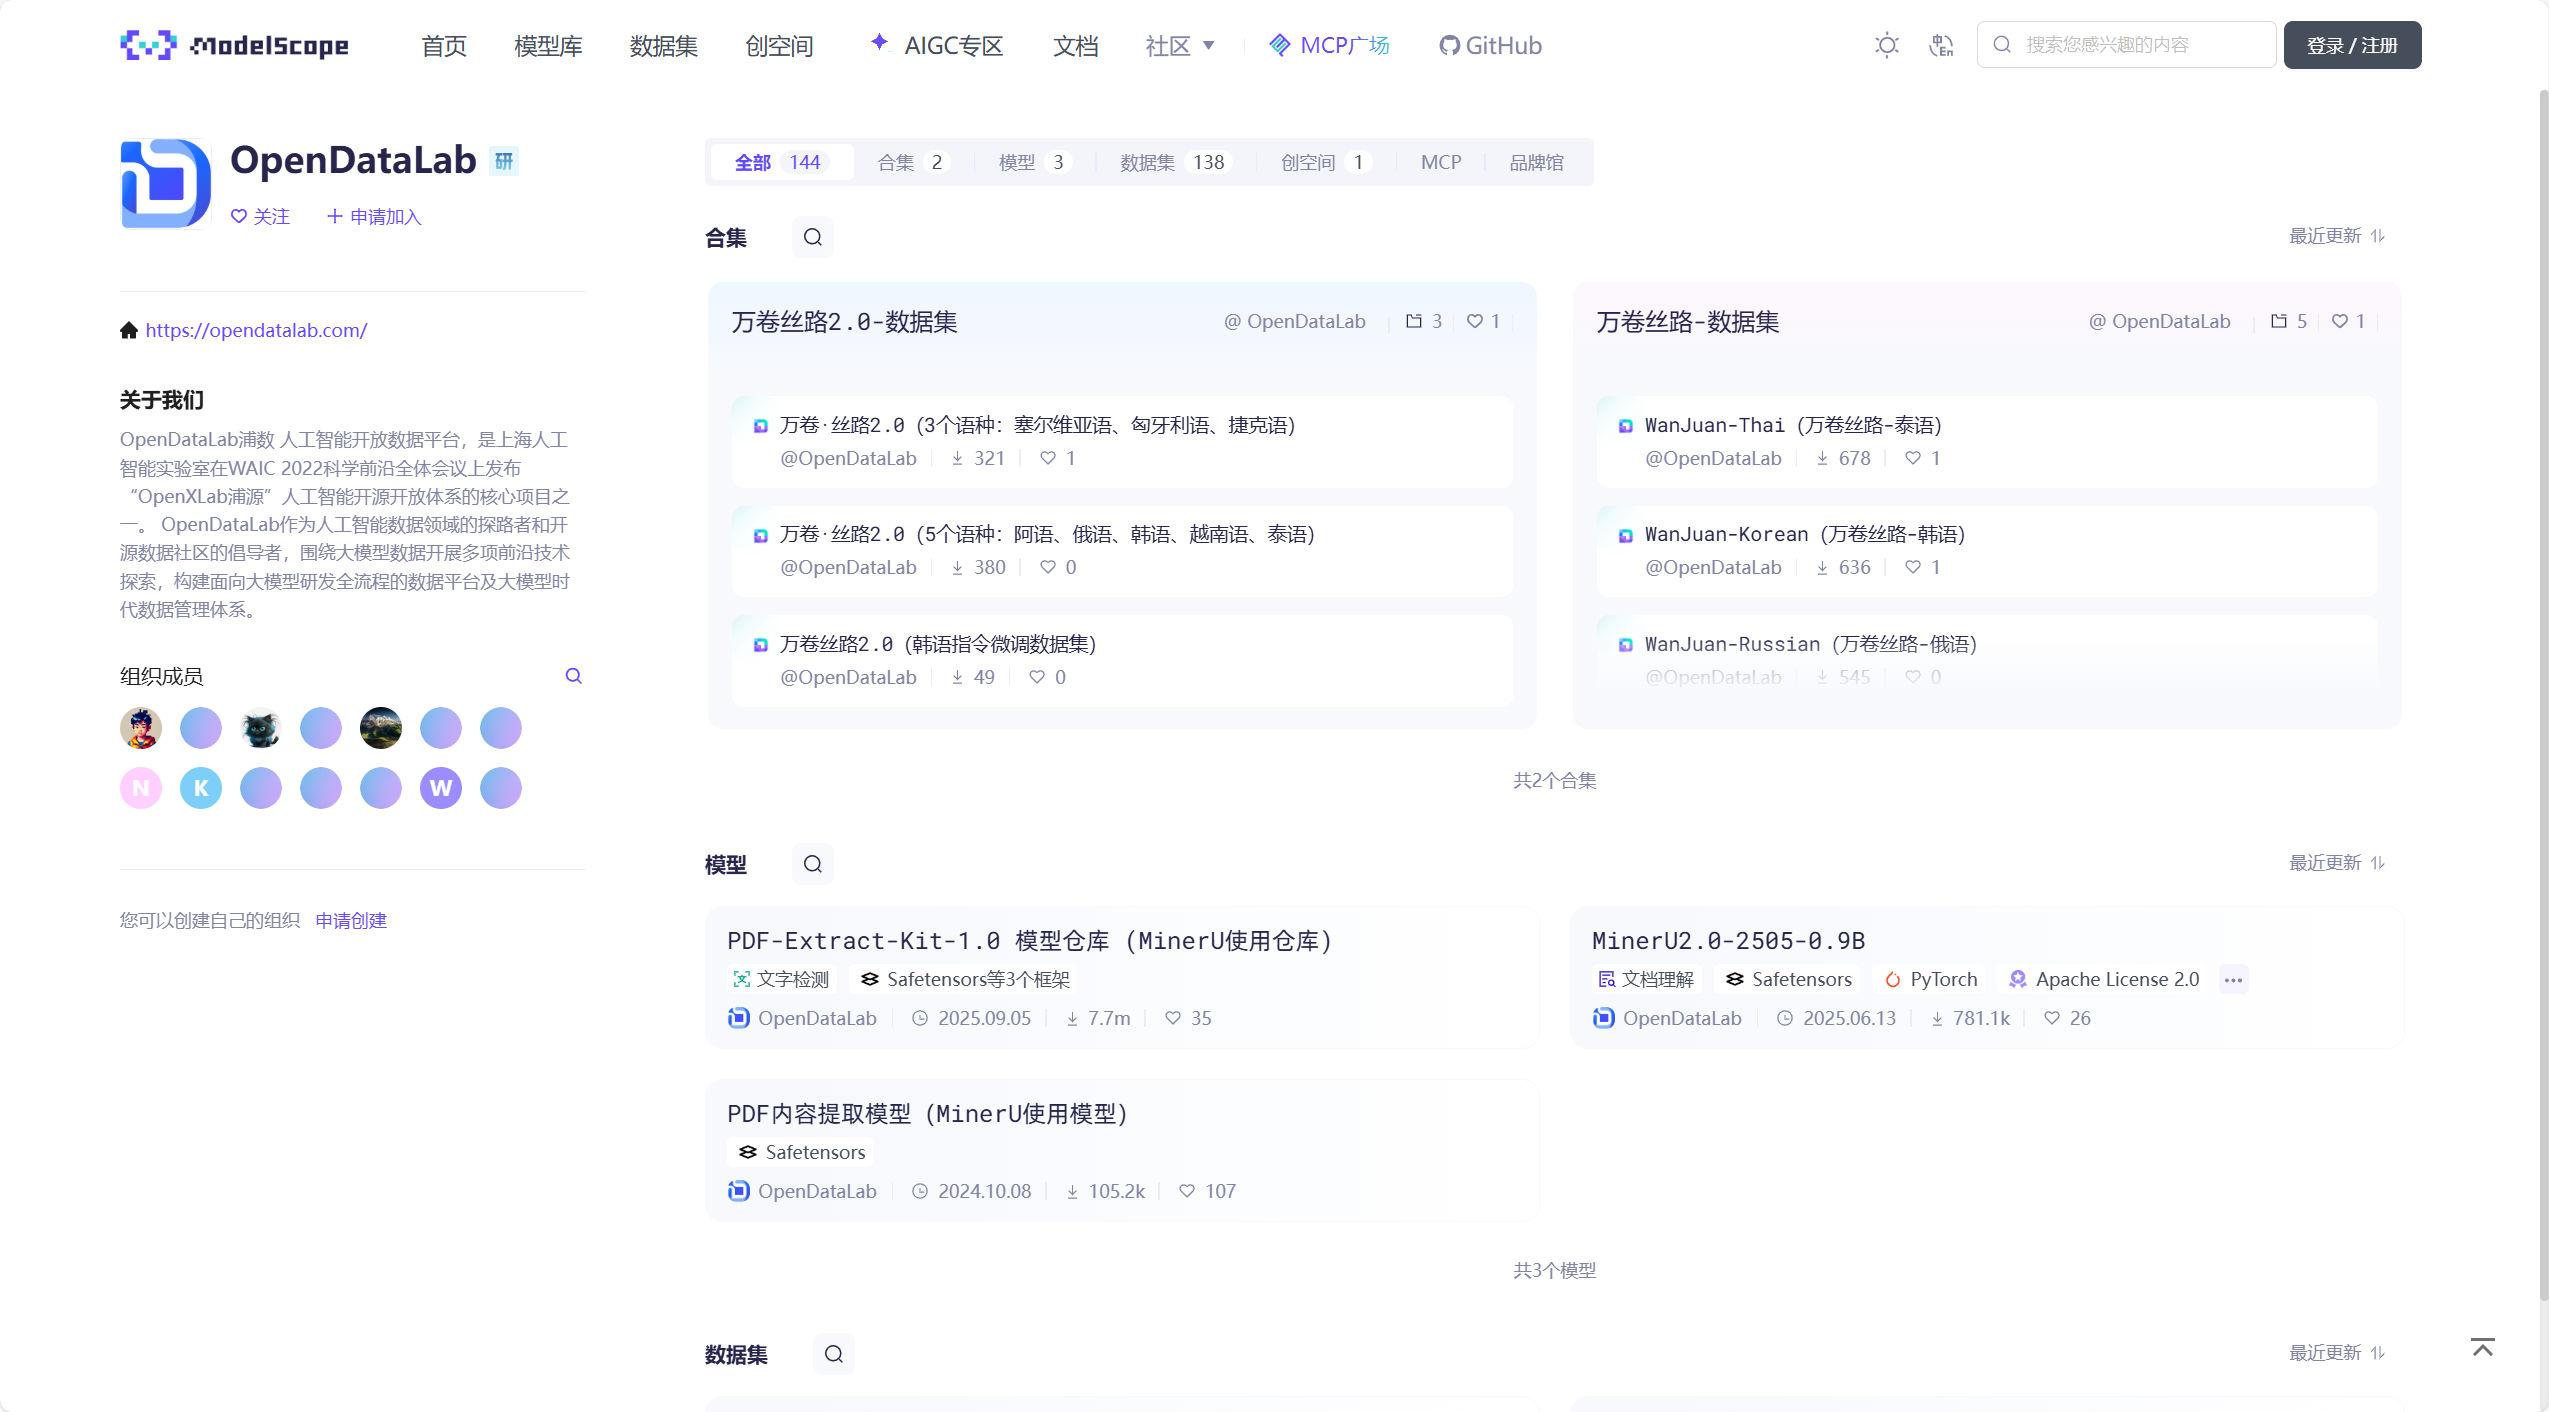 ModelScope 首页 模型库 数据集 创空间 AIGC专区 文档 社区 MCP广场 GitHub 搜索您感兴趣的内容 登录 / 注册
OpenDataLab 研
关注 申请加入
https://opendatalab.com/
关于我们
OpenDataLab浦数 人工智能开放数据平台，是上海人工
智能实验室在WAIC 2022科学前沿全体会议上发布
“OpenXLab浦源”人工智能开源开放体系的核心项目之
一。 OpenDataLab作为人工智能数据领域的探路者和开
源数据社区的倡导者，围绕大模型数据开展多项前沿技术
探索，构建面向大模型研发全流程的数据平台及大模型时
代数据管理体系。
组织成员
N K W
您可以创建自己的组织 申请创建
全部 144 合集 2 模型 3 数据集 138 创空间 1 MCP 品牌馆
合集 最近更新
万卷丝路2.0-数据集 @ OpenDataLab 3 1
万卷·丝路2.0（3个语种：塞尔维亚语、匈牙利语、捷克语）
@OpenDataLab 321 1
万卷·丝路2.0（5个语种：阿语、俄语、韩语、越南语、泰语）
@OpenDataLab 380 0
万卷丝路2.0（韩语指令微调数据集）
@OpenDataLab 49 0
万卷丝路-数据集 @ OpenDataLab 5 1
WanJuan-Thai（万卷丝路-泰语）
@OpenDataLab 678 1
WanJuan-Korean（万卷丝路-韩语）
@OpenDataLab 636 1
WanJuan-Russian（万卷丝路-俄语）
@OpenDataLab 545 0
共2个合集
模型 最近更新
PDF-Extract-Kit-1.0 模型仓库（MinerU使用仓库）
文字检测 Safetensors等3个框架
OpenDataLab 2025.09.05 7.7m 35
MinerU2.0-2505-0.9B
文档理解 Safetensors PyTorch Apache License 2.0 ···
OpenDataLab 2025.06.13 781.1k 26
PDF内容提取模型（MinerU使用模型）
Safetensors
OpenDataLab 2024.10.08 105.2k 107
共3个模型
数据集 最近更新